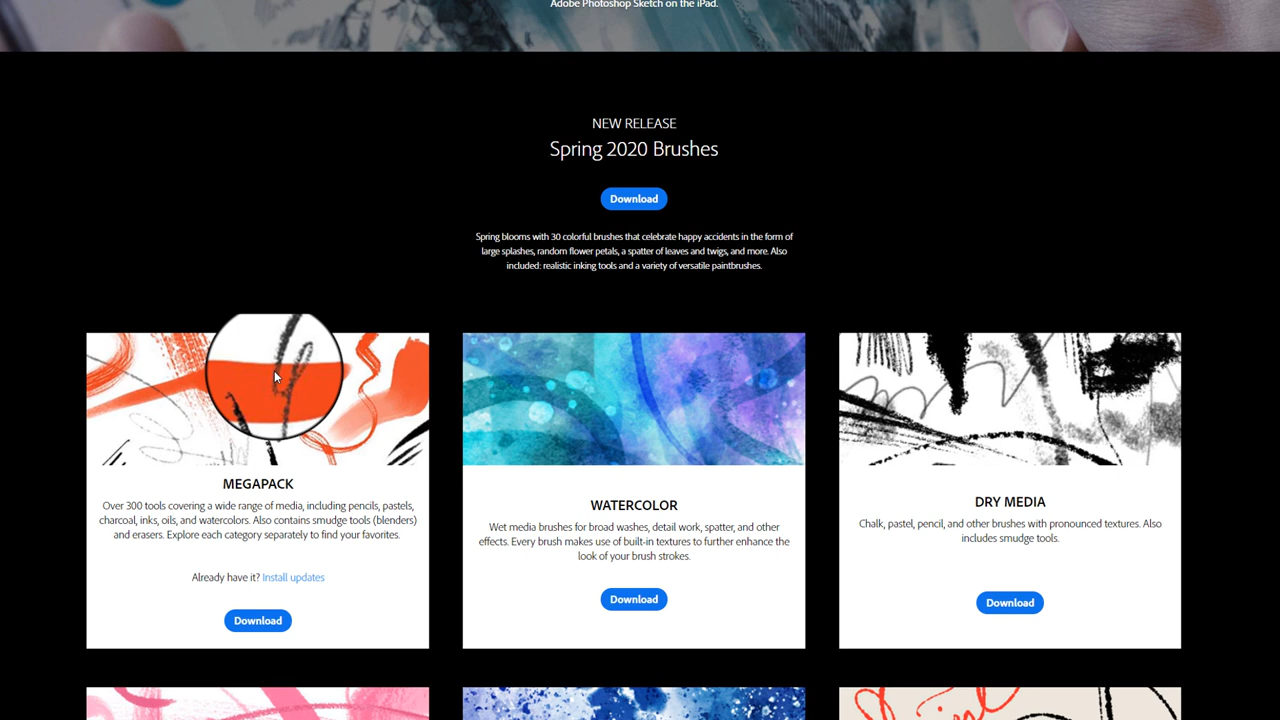 Adobe Photoshop Sketch on the iPad.
NEW RELEASE
Spring 2020 Brushes
Download
Spring blooms with 30 colorful brushes that celebrate happy accidents in the form of
large splashes, random flower petals, a spatter of leaves and twigs, and more. Also
included: realistic inking tools and a variety of versatile paintbrushes.
MEGAPACK
Over 300 tools covering a wide range of media, including pencils, pastels,
charcoal, inks, oils, and watercolors. Also contains smudge tools (blenders)
and erasers. Explore each category separately to find your favorites.
Already have it? Install updates
Download
WATERCOLOR
Wet media brushes for broad washes, detail work, spatter, and other
effects. Every brush makes use of built-in textures to further enhance the
look of your brush strokes.
Download
DRY MEDIA
Chalk, pastel, pencil, and other brushes with pronounced textures. Also
includes smudge tools.
Download